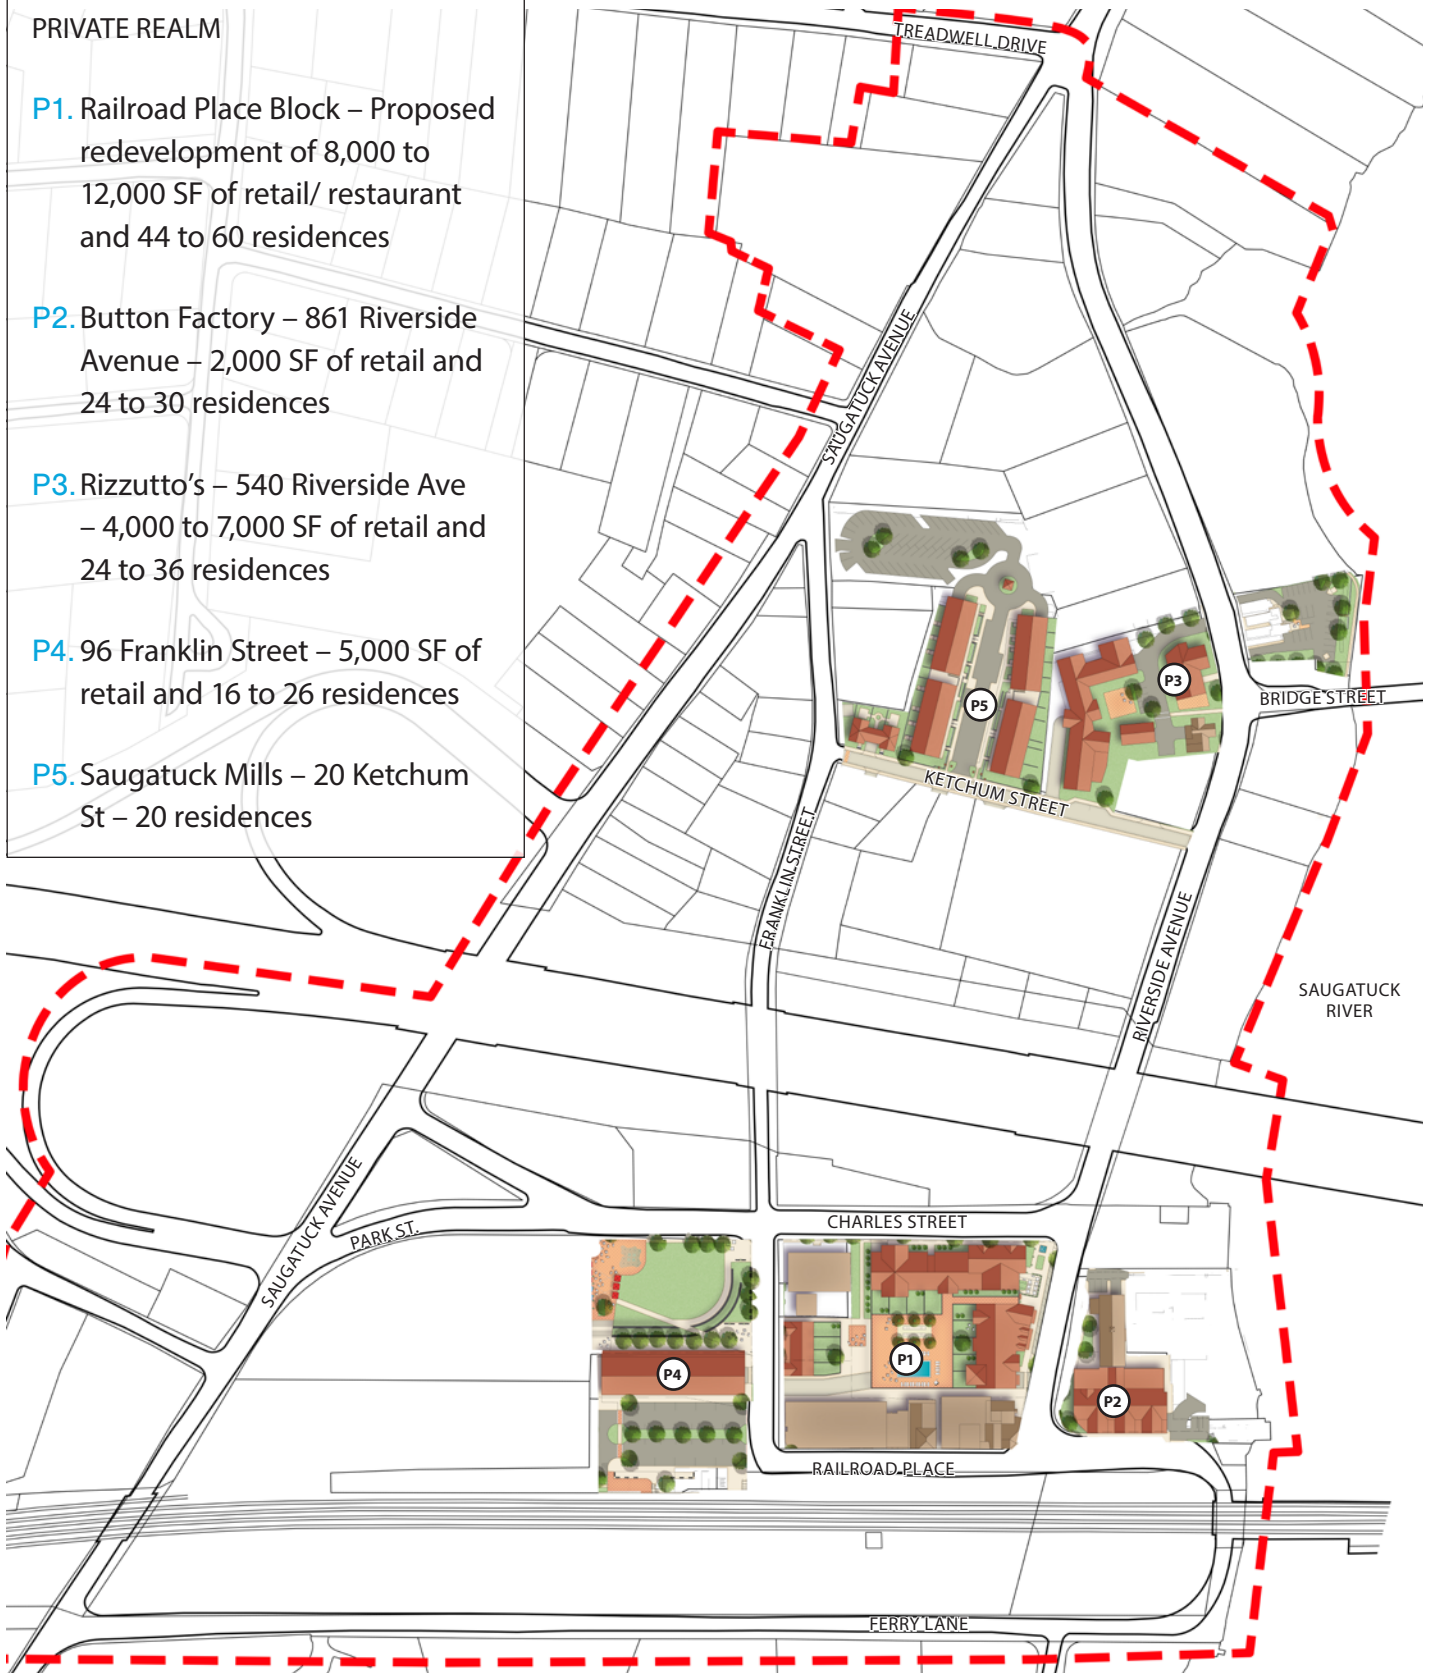 PRIVATE REALM
P1. Railroad Place Block – Proposed
redevelopment of 8,000 to
12,000 SF of retail/ restaurant
and 44 to 60 residences
P2. Button Factory – 861 Riverside
Avenue – 2,000 SF of retail and
24 to 30 residences
P3. Rizzutto’s – 540 Riverside Ave
– 4,000 to 7,000 SF of retail and
24 to 36 residences
P4. 96 Franklin Street – 5,000 SF of
retail and 16 to 26 residences
P5. Saugatuck Mills – 20 Ketchum
St – 20 residences
TREADWELL DRIVE
SAUGATUCK AVENUE
P3
P5
BRIDGE STREET
KETCHUM STREET
FRANKLIN STREET
RIVERSIDE AVENUE
SAUGATUCK
RIVER
SAUGATUCK AVENUE
PARK ST.
CHARLES STREET
P1
P4
P2
RAILROAD PLACE
FERRY LANE